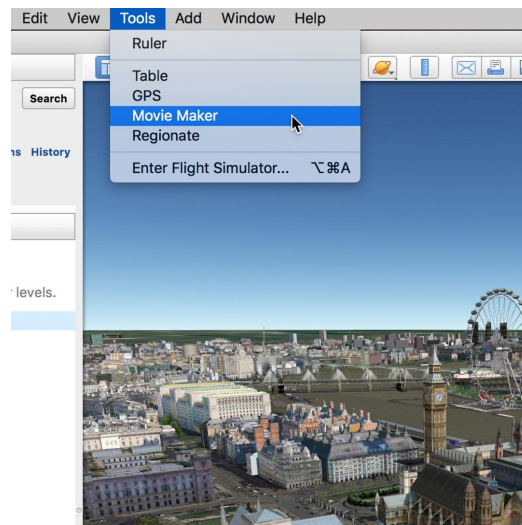 Edit View Tools Add Window Help
Ruler
Table
GPS
Movie Maker
Regionate
Enter Flight Simulator... ⌥⌘A
Search
ns History
levels.